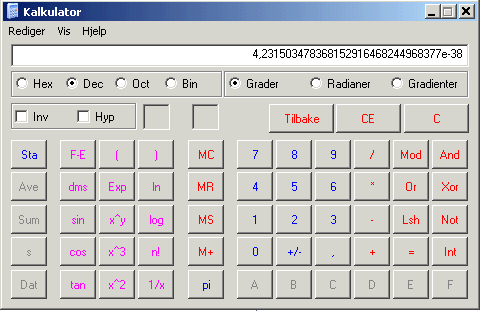 Kalkulator
Rediger Vis Hjelp
4,2315034783681529164682449683​77e-38
Hex Dec Oct Bin Grader Radianer Gradienter
Inv Hyp Tilbake CE C
Sta F-E ( ) MC 7 8 9 / Mod And
Ave dms Exp ln MR 4 5 6 * Or Xor
Sum sin x^y log MS 1 2 3 - Lsh Not
s cos x^3 n! M+ 0 +/- , + = Int
Dat tan x^2 1/x pi A B C D E F